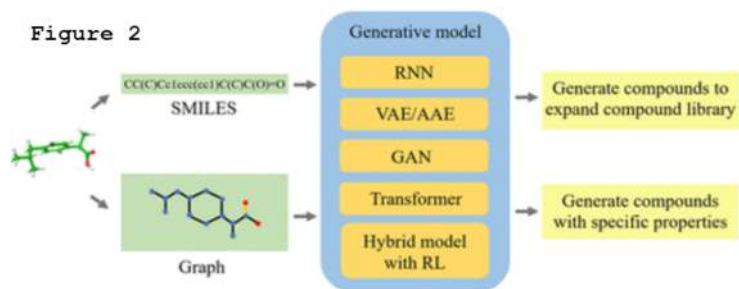 Figure 2
CC(C)Cc1ccc(cc1)C(C)C(O)=O
SMILES
Graph
Generative model
RNN
VAE/AAE
GAN
Transformer
Hybrid model
with RL
Generate compounds to
expand compound library
Generate compounds
with specific properties